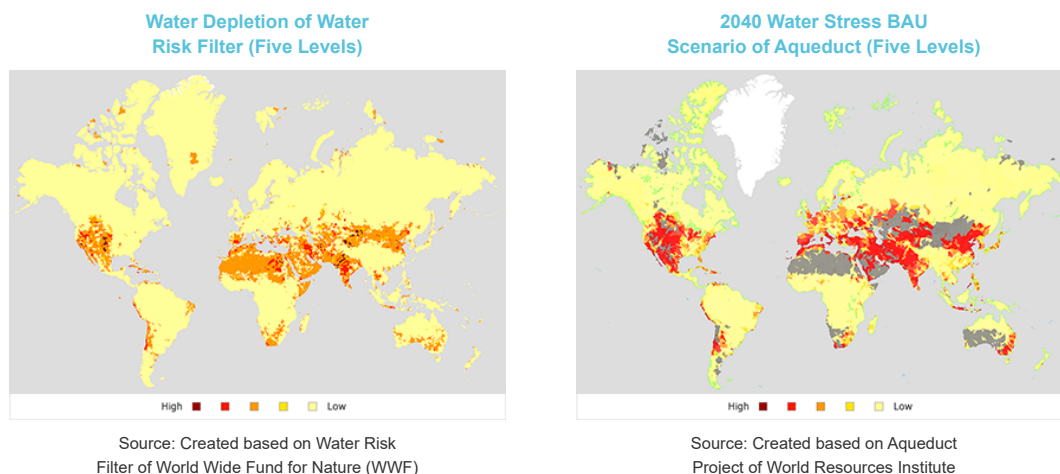 Water Depletion of Water
Risk Filter (Five Levels)
High Low
Source: Created based on Water Risk
Filter of World Wide Fund for Nature (WWF)
2040 Water Stress BAU
Scenario of Aqueduct (Five Levels)
High Low
Source: Created based on Aqueduct
Project of World Resources Institute